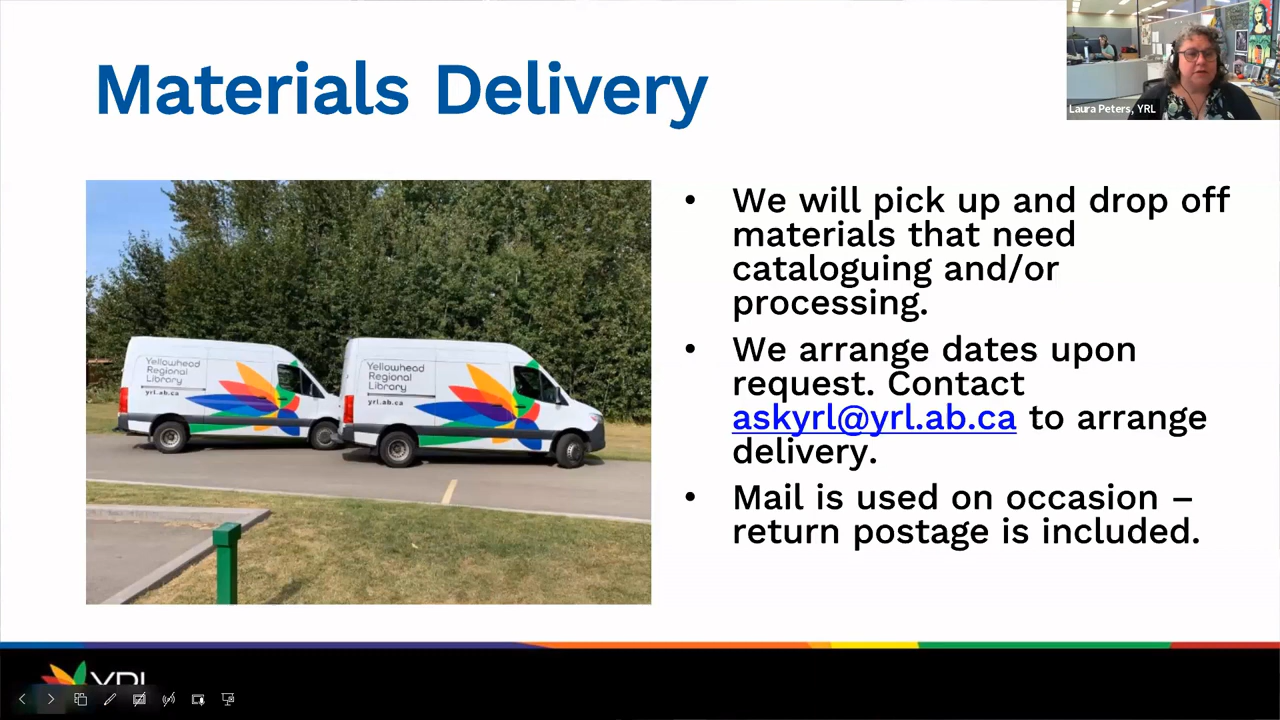 Materials Delivery
Laura Peters, YRL
Yellowhead
Regional
Library
yrl.ab.ca
Yellowhead
Regional
Library
yrl.ab.ca
• We will pick up and drop off
materials that need
cataloguing and/or
processing.
• We arrange dates upon
request. Contact
askyrl@yrl.ab.ca to arrange
delivery.
• Mail is used on occasion –
return postage is included.
YRL